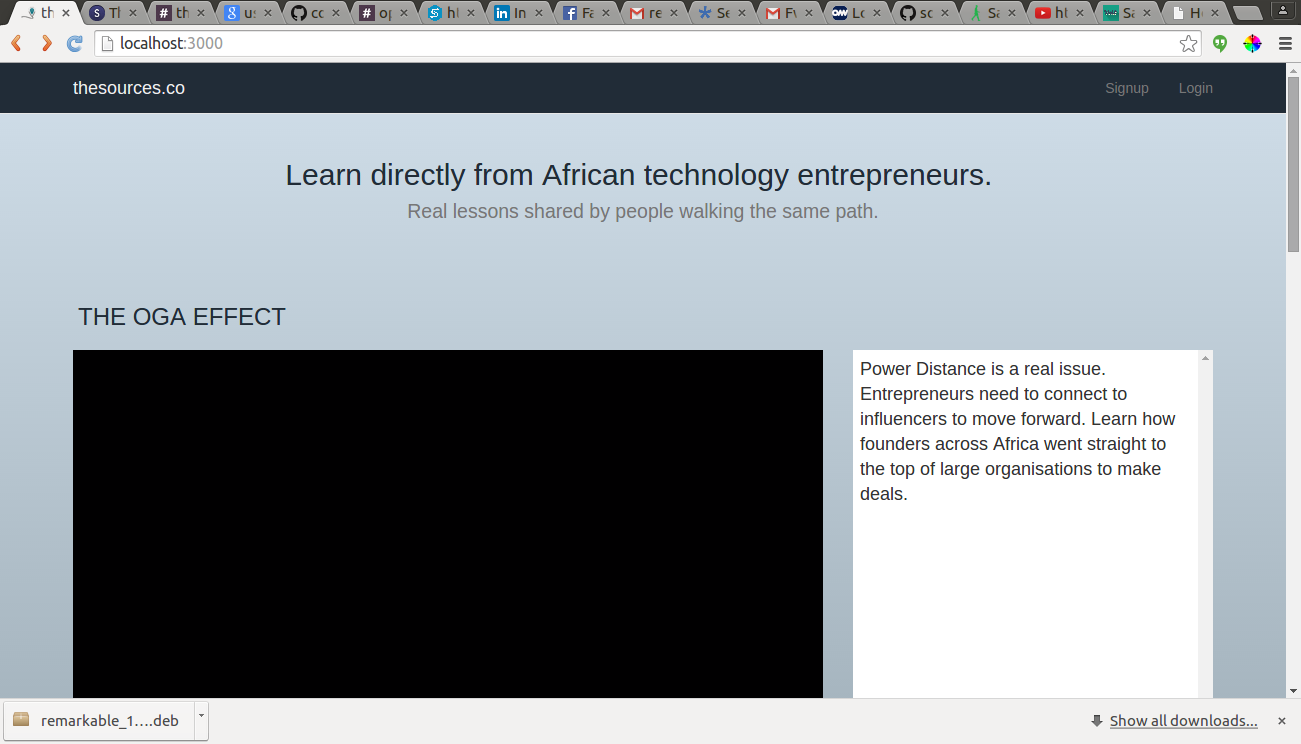 th Th th us co op ht In Fa re Se Fw Lo so Sa ht Sa He
localhost:3000
thesources.co Signup Login
Learn directly from African technology entrepreneurs.
Real lessons shared by people walking the same path.
THE OGA EFFECT
Power Distance is a real issue.
Entrepreneurs need to connect to
influencers to move forward. Learn how
founders across Africa went straight to
the top of large organisations to make
deals.
remarkable_1....deb Show all downloads...